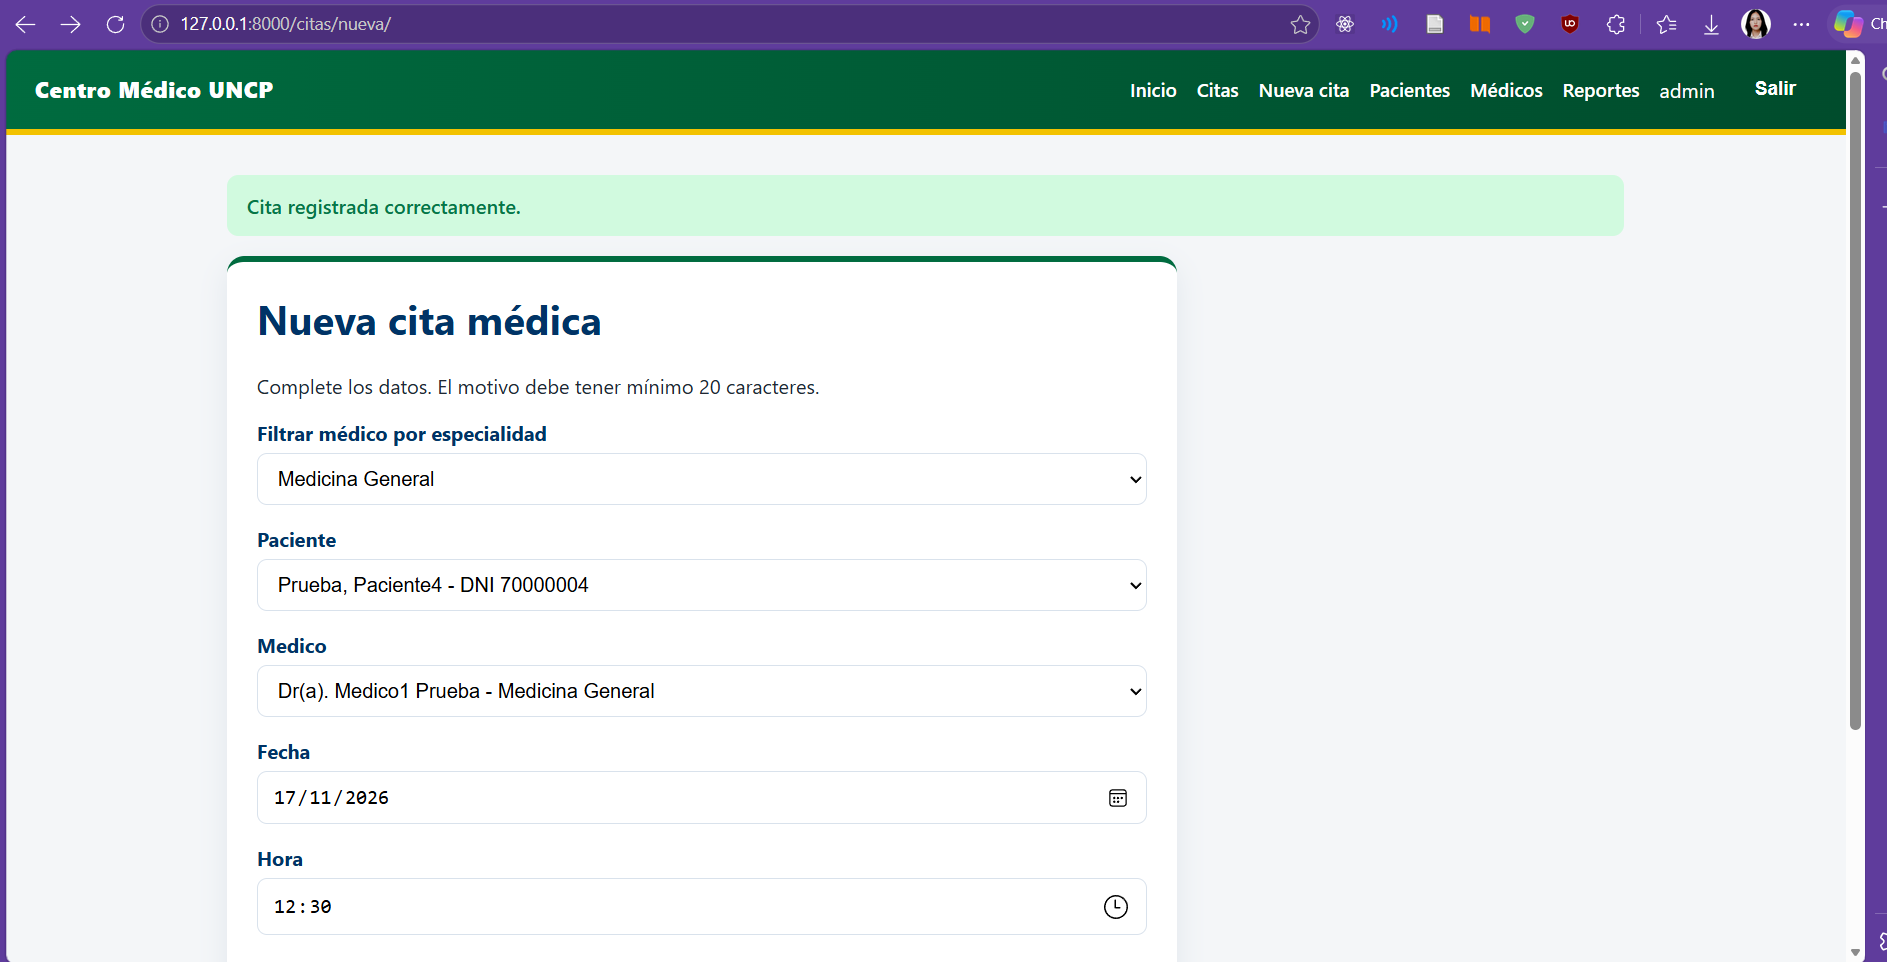 127.0.0.1:8000/citas/nueva/
Centro Médico UNCP
Inicio Citas Nueva cita Pacientes Médicos Reportes admin Salir
Cita registrada correctamente.
Nueva cita médica
Complete los datos. El motivo debe tener mínimo 20 caracteres.
Filtrar médico por especialidad
Medicina General
Paciente
Prueba, Paciente4 - DNI 70000004
Medico
Dr(a). Medico1 Prueba - Medicina General
Fecha
17/11/2026
Hora
12:30